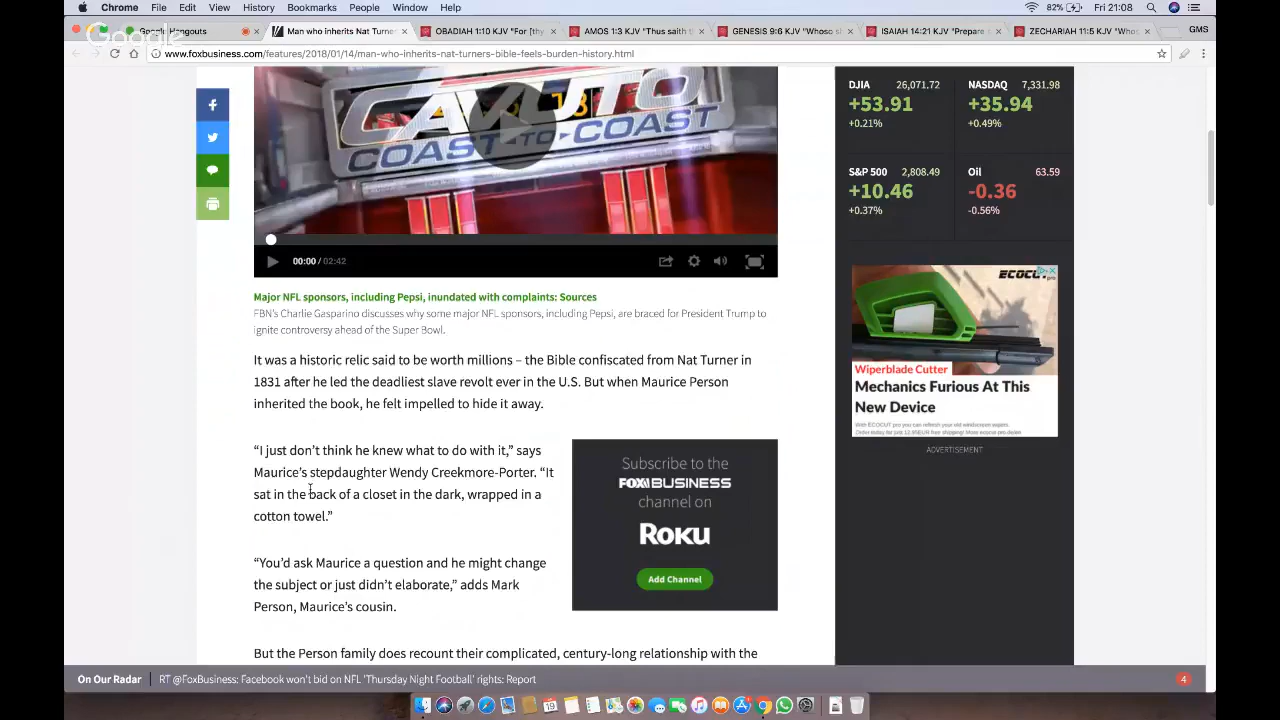 Chrome File Edit View History Bookmarks People Window Help 82% Fri 21:08
Google Hangouts Man who inherits Nat Turner OBADIAH 1:10 KJV "For [thy AMOS 1:3 KJV "Thus saith th GENESIS 9:6 KJV "Whoso s ISAIAH 14:21 KJV "Prepare s ZECHARIAH 11:5 KJV "Whos GMS
Google
www.foxbusiness.com/features/2018/01/14/man-who-inherits-nat-turners-bible-feels-burden-history.html
CAVUTO
COAST TO COAST
00:00 / 02:42
Major NFL sponsors, including Pepsi, inundated with complaints: Sources
FBN's Charlie Gasparino discusses why some major NFL sponsors, including Pepsi, are braced for President Trump to
ignite controversy ahead of the Super Bowl.
It was a historic relic said to be worth millions – the Bible confiscated from Nat Turner in
1831 after he led the deadliest slave revolt ever in the U.S. But when Maurice Person
inherited the book, he felt impelled to hide it away.
“I just don’t think he knew what to do with it,” says
Maurice’s stepdaughter Wendy Creekmore-Porter. “It
sat in the back of a closet in the dark, wrapped in a
cotton towel.”
“You’d ask Maurice a question and he might change
the subject or just didn’t elaborate,” adds Mark
Person, Maurice’s cousin.
But the Person family does recount their complicated, century-long relationship with the
Subscribe to the
FOX BUSINESS
channel on
ROKU
Add Channel
DJIA 26,071.72
+53.91
+0.21%
NASDAQ 7,331.98
+35.94
+0.49%
S&P 500 2,808.49
+10.46
+0.37%
Oil 63.59
-0.36
-0.56%
ECOCUT
pro
Wiperblade Cutter
Mechanics Furious At This
New Device
ADVERTISEMENT
On Our Radar RT @FoxBusiness: Facebook won't bid on NFL 'Thursday Night Football' rights: Report 4